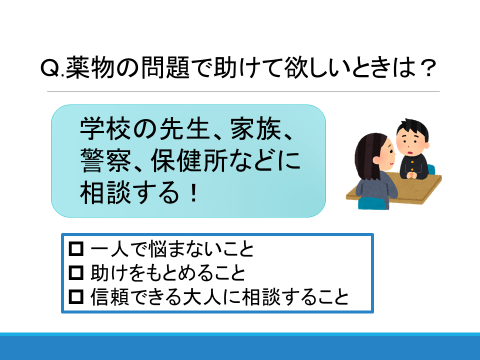 Q.薬物の問題で助けて欲しいときは？
学校の先生、家族、
警察、保健所などに
相談する！
一人で悩まないこと
助けをもとめること
信頼できる大人に相談すること